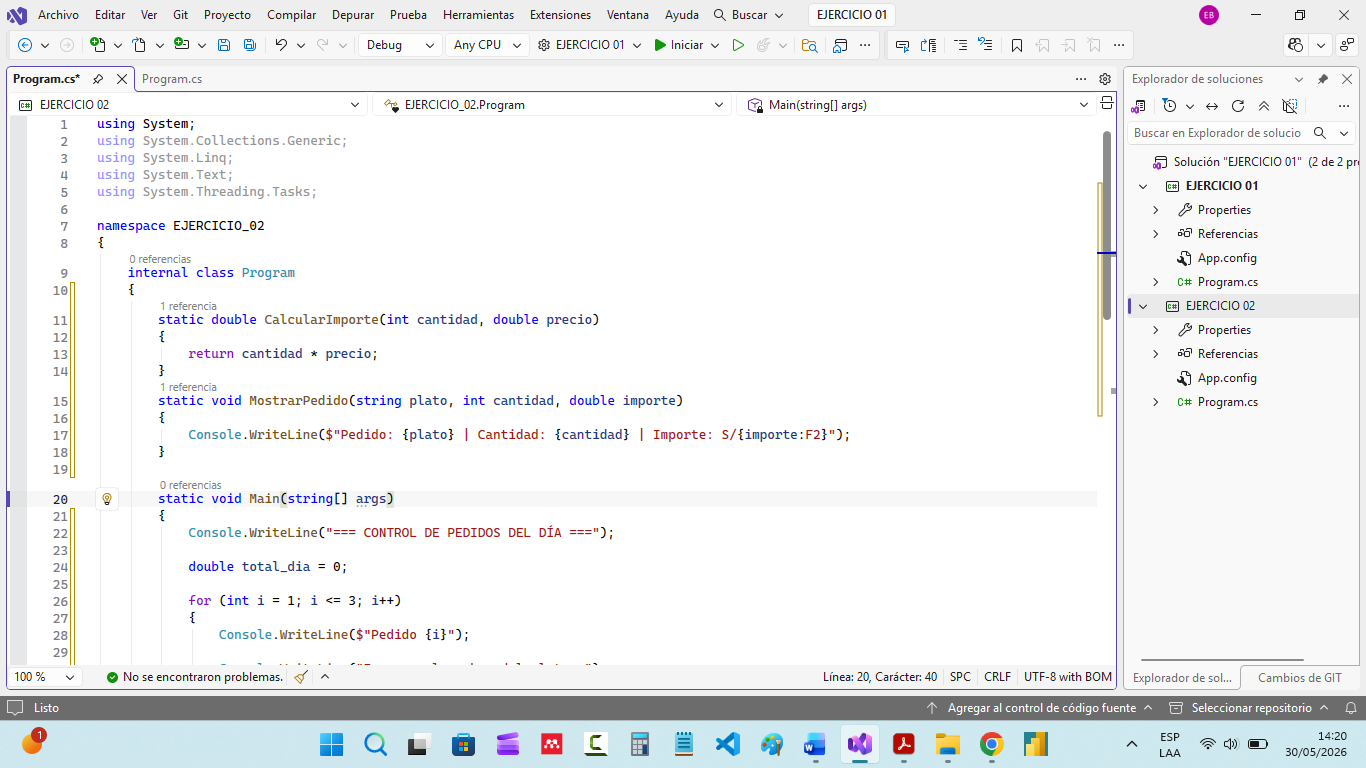 Archivo Editar Ver Git Proyecto Compilar Depurar Prueba Herramientas Extensiones Ventana Ayuda Buscar EJERCICIO 01 EB
Debug Any CPU EJERCICIO 01 Iniciar
Program.cs* Program.cs
EJERCICIO 02 EJERCICIO_02.Program Main(string[] args)
1 using System;
2 using System.Collections.Generic;
3 using System.Linq;
4 using System.Text;
5 using System.Threading.Tasks;
6
7 namespace EJERCICIO_02
8 {
0 referencias
9 internal class Program
10 {
1 referencia
11 static double CalcularImporte(int cantidad, double precio)
12 {
13 return cantidad * precio;
14 }
1 referencia
15 static void MostrarPedido(string plato, int cantidad, double importe)
16 {
17 Console.WriteLine($"Pedido: {plato} | Cantidad: {cantidad} | Importe: S/{importe:F2}");
18 }
19
0 referencias
20 static void Main(string[] args)
21 {
22 Console.WriteLine("=== CONTROL DE PEDIDOS DEL DÍA ===");
23
24 double total_dia = 0;
25
26 for (int i = 1; i <= 3; i++)
27 {
28 Console.WriteLine($"Pedido {i}");
29
100 % No se encontraron problemas. Línea: 20, Carácter: 40 SPC CRLF UTF-8 with BOM
Explorador de soluciones
Buscar en Explorador de solucio
Solución "EJERCICIO 01" (2 de 2 pr
EJERCICIO 01
Properties
Referencias
App.config
C# Program.cs
EJERCICIO 02
Properties
Referencias
App.config
C# Program.cs
Explorador de sol... Cambios de GIT
Listo Agregar al control de código fuente Seleccionar repositorio
1
ESP
LAA
14:20
30/05/2026